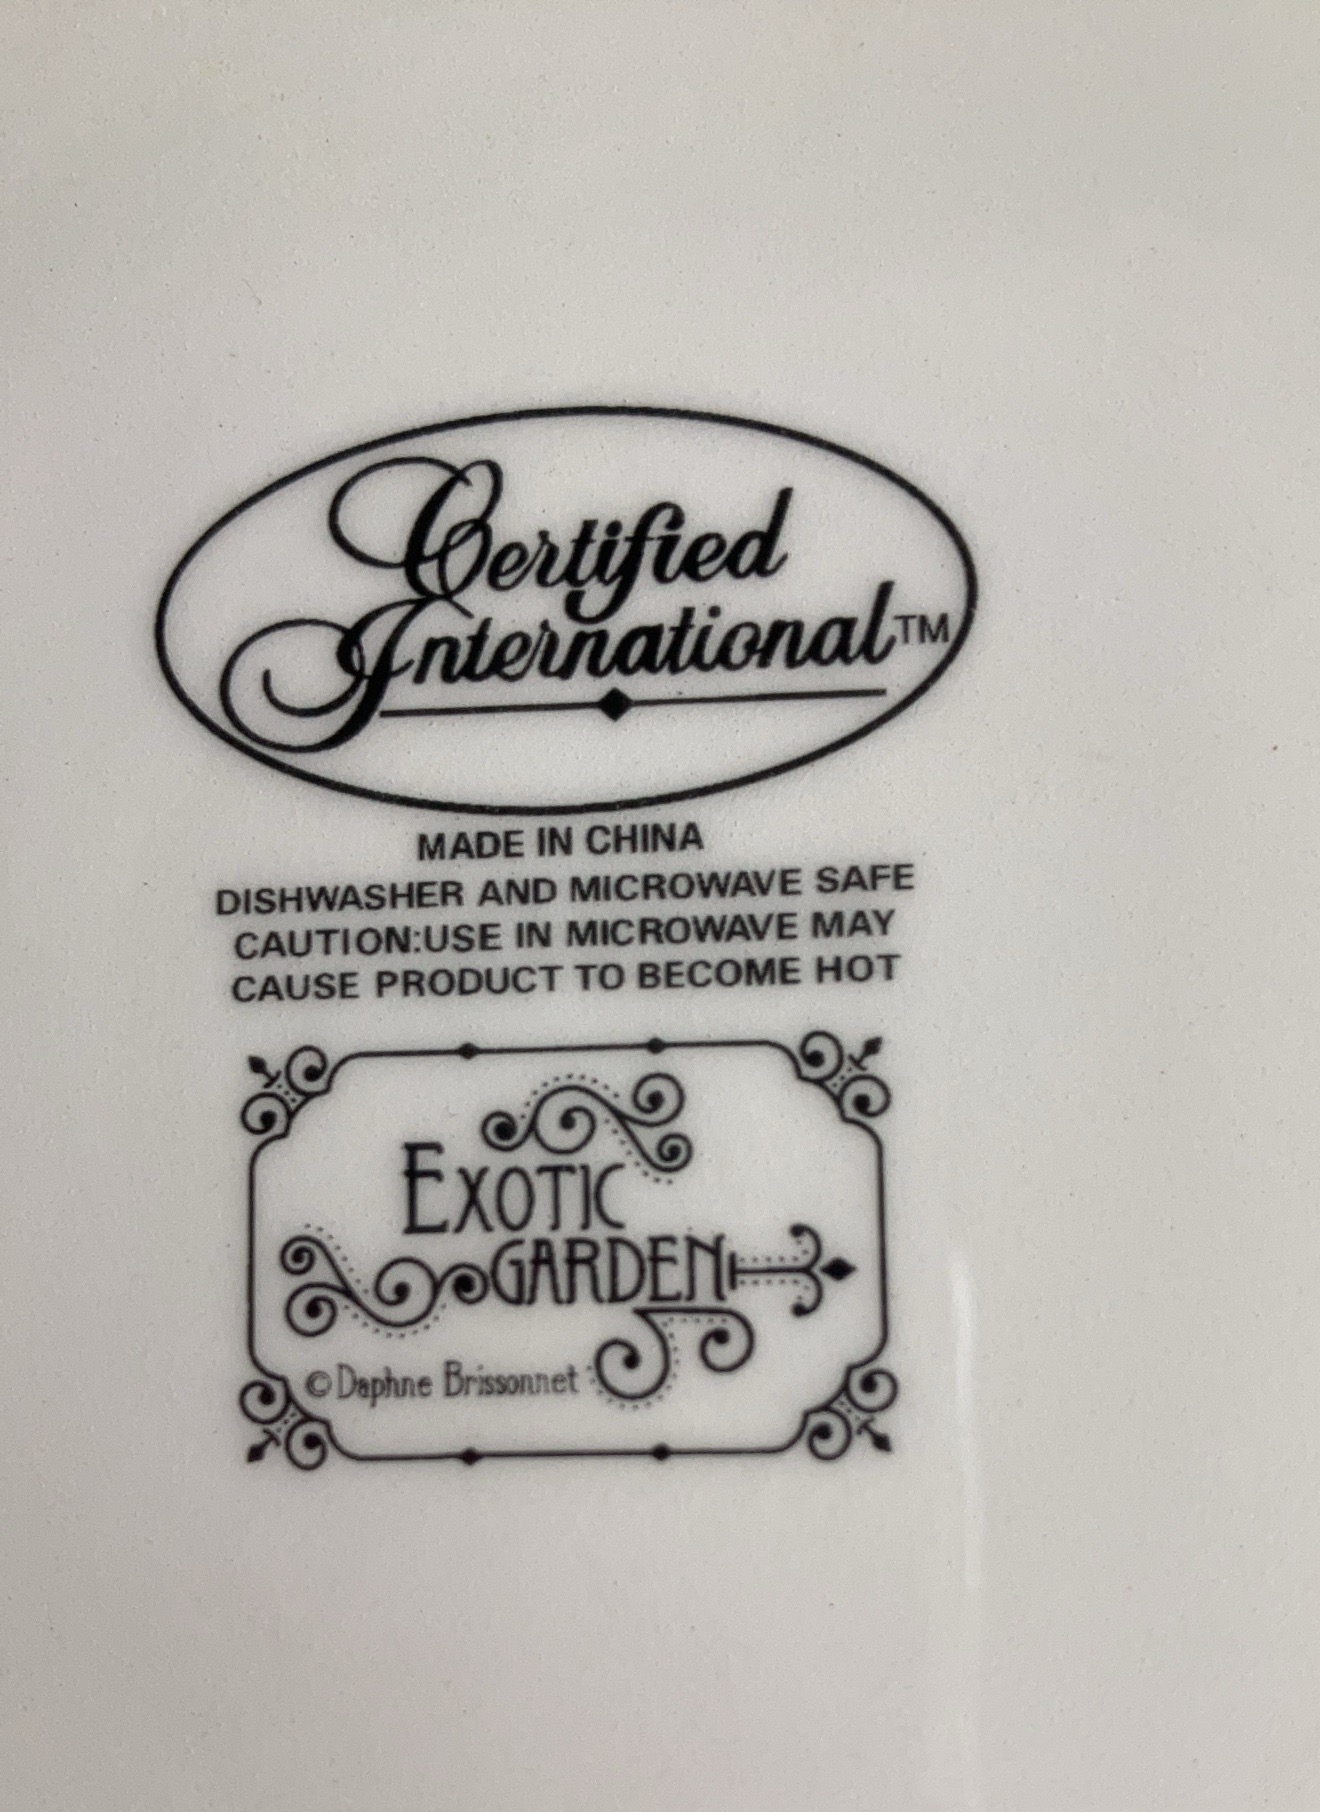 Certified
International™
MADE IN CHINA
DISHWASHER AND MICROWAVE SAFE
CAUTION:USE IN MICROWAVE MAY
CAUSE PRODUCT TO BECOME HOT
EXOTIC
GARDEN
©Daphne Brissonnet